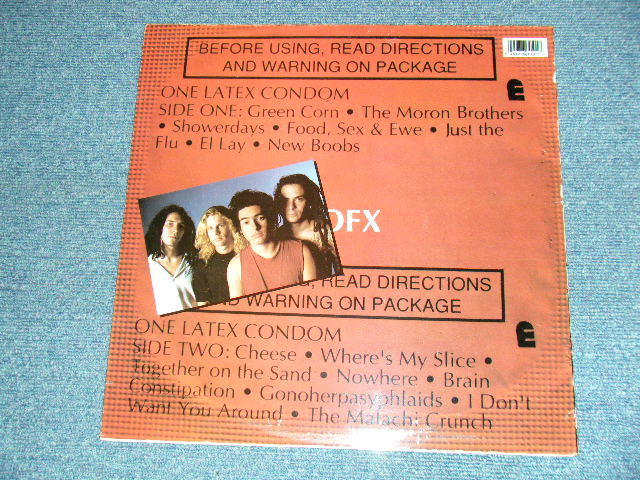 BEFORE USING, READ DIRECTIONS
AND WARNING ON PACKAGE
E
ONE LATEX CONDOM
SIDE ONE: Green Corn • The Moron Brothers
• Showerdays • Food, Sex & Ewe • Just the
Flu • El Lay • New Boobs
OFX
READ DIRECTIONS
WARNING ON PACKAGE
E
ONE LATEX CONDOM
SIDE TWO: Cheese • Where's My Slice •
Together on the Sand • Nowhere • Brain
Constipation • Gonoherpasyphlaids • I Don't
Want You Around • The Malachi Crunch